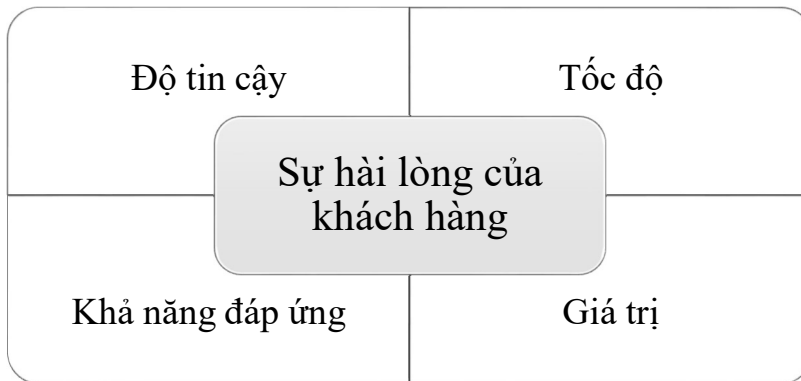 Độ tin cậy
Tốc độ
Sự hài lòng của
khách hàng
Khả năng đáp ứng
Giá trị